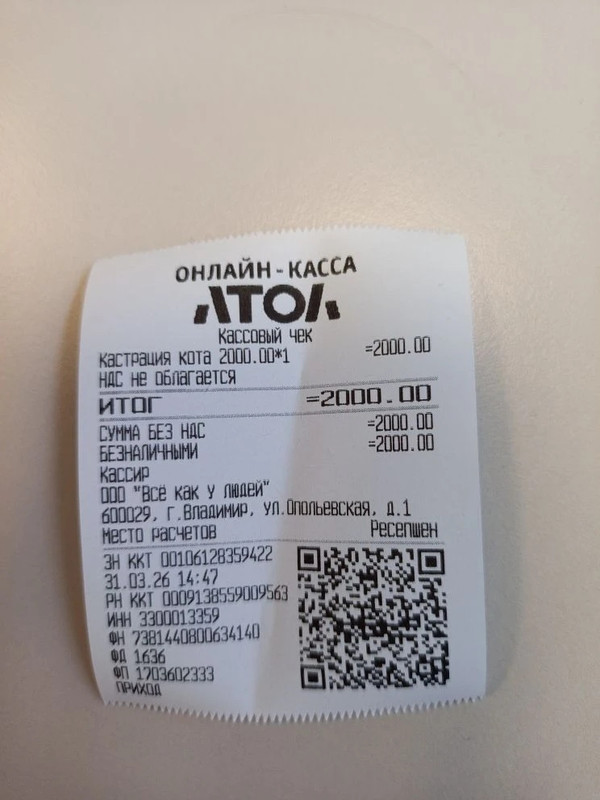 ОНЛАЙН-КАССА
АТОЛ
Кассовый чек
Кастрация кота 2000.00*1 =2000.00
НДС не облагается
ИТОГ =2000.00
СУММА БЕЗ НДС =2000.00
БЕЗНАЛИЧНЫМИ =2000.00
Кассир
ООО "Всё как у людей"
600029, г.Владимир, ул.Опольевская, д.1
Место расчетов Ресепшен
ЗН ККТ 00106128359422
31.03.26 14:47
РН ККТ 0009138559009563
ИНН 3300013359
ФН 7381440800634140
ФД 1636
ФП 1703602333
ПРИХОД